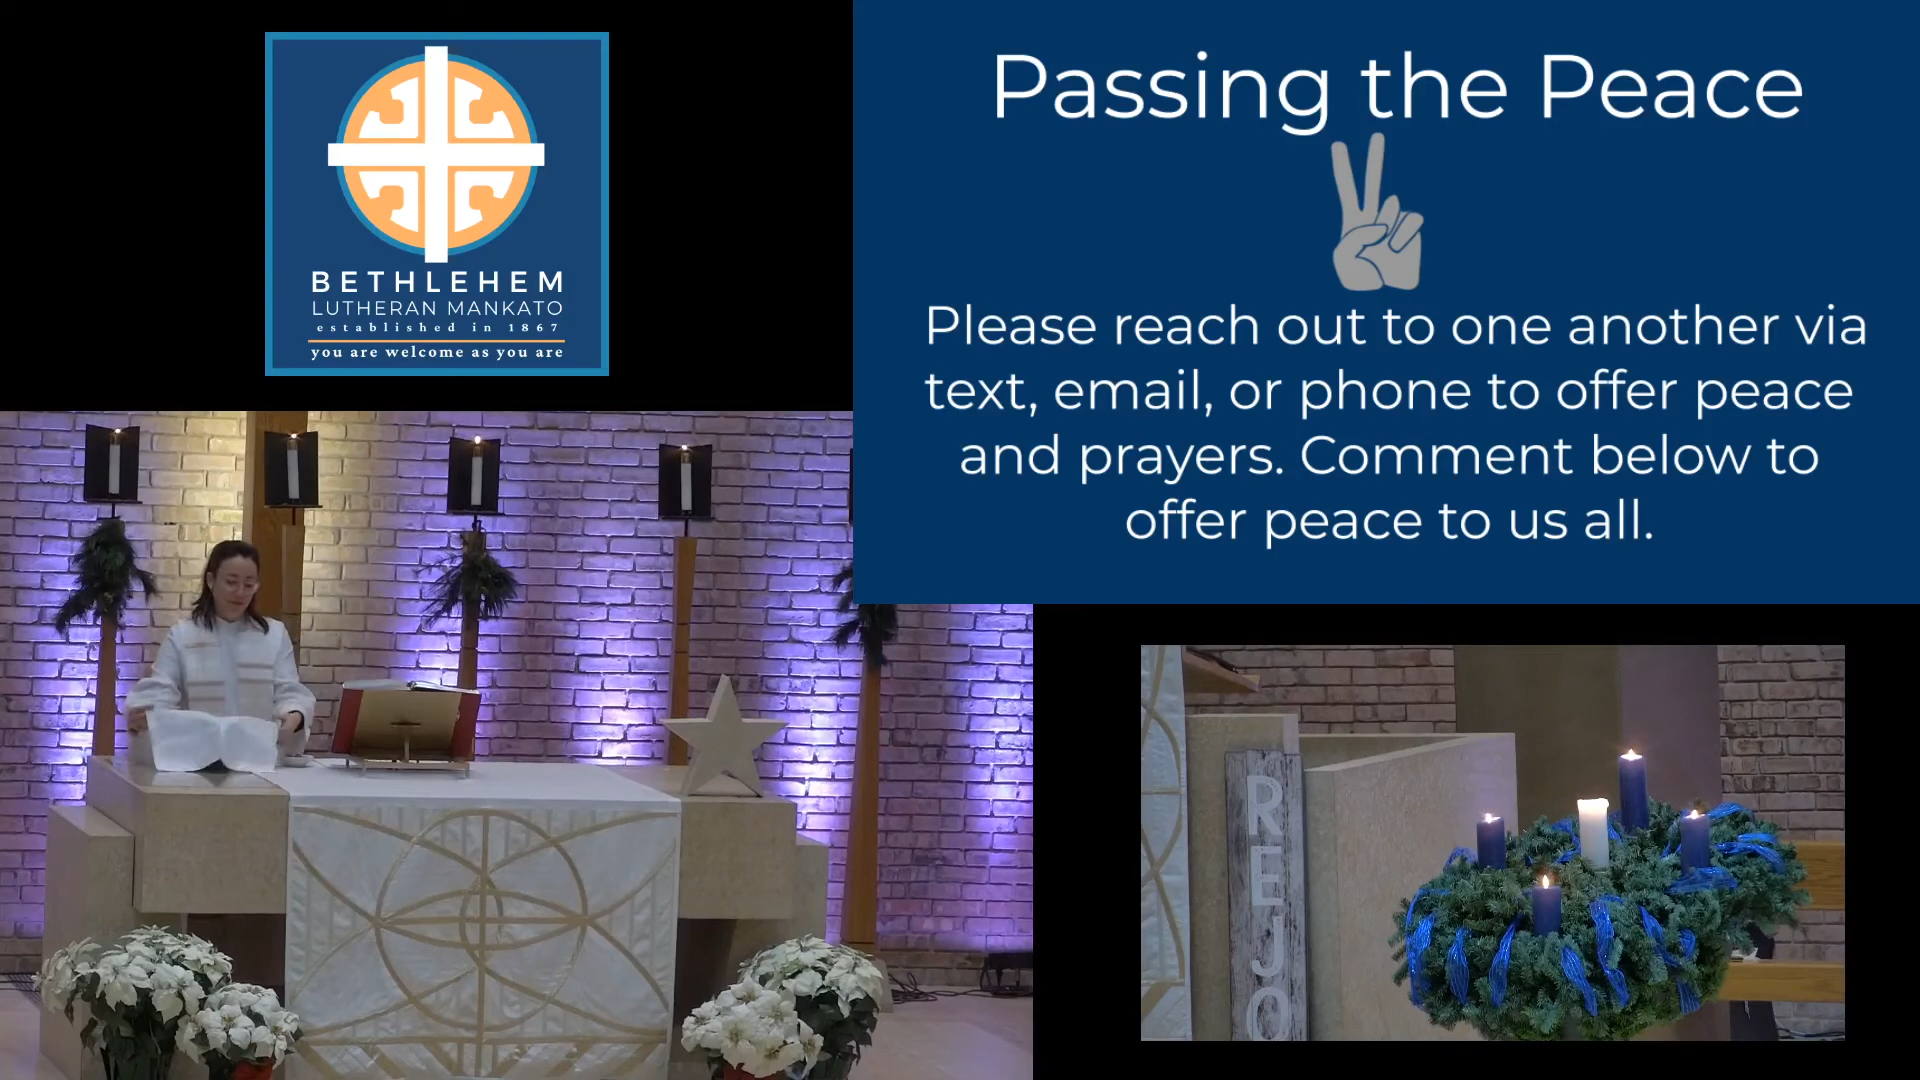 BETHLEHEM
LUTHERAN MANKATO
established in 1867
you are welcome as you are
Passing the Peace
Please reach out to one another via
text, email, or phone to offer peace
and prayers. Comment below to
offer peace to us all.
REJO